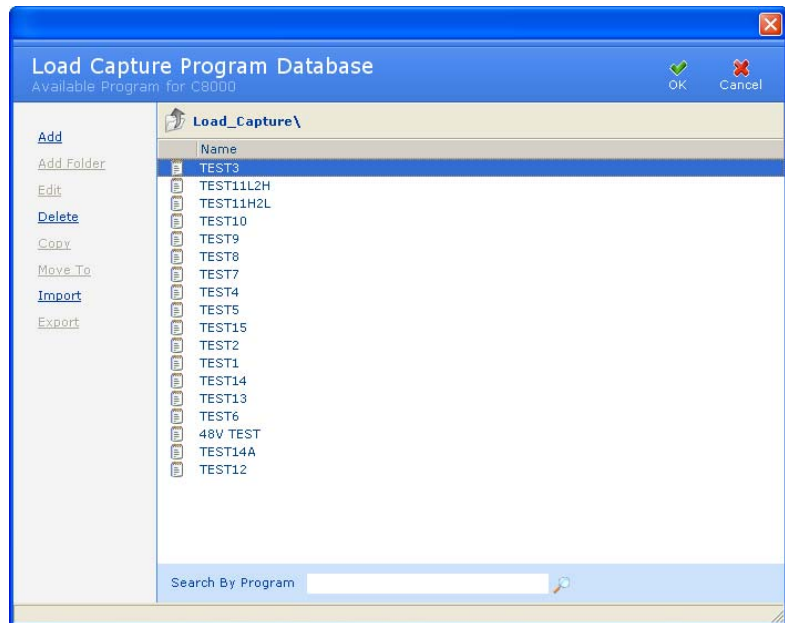 Load Capture Program Database
Available Program for C8000
OK
Cancel
Add
Add Folder
Edit
Delete
Copy
Move To
Import
Export
Load_Capture\
Name
TEST3
TEST11L2H
TEST11H2L
TEST10
TEST9
TEST8
TEST7
TEST4
TEST5
TEST15
TEST2
TEST1
TEST14
TEST13
TEST6
48V TEST
TEST14A
TEST12
Search By Program